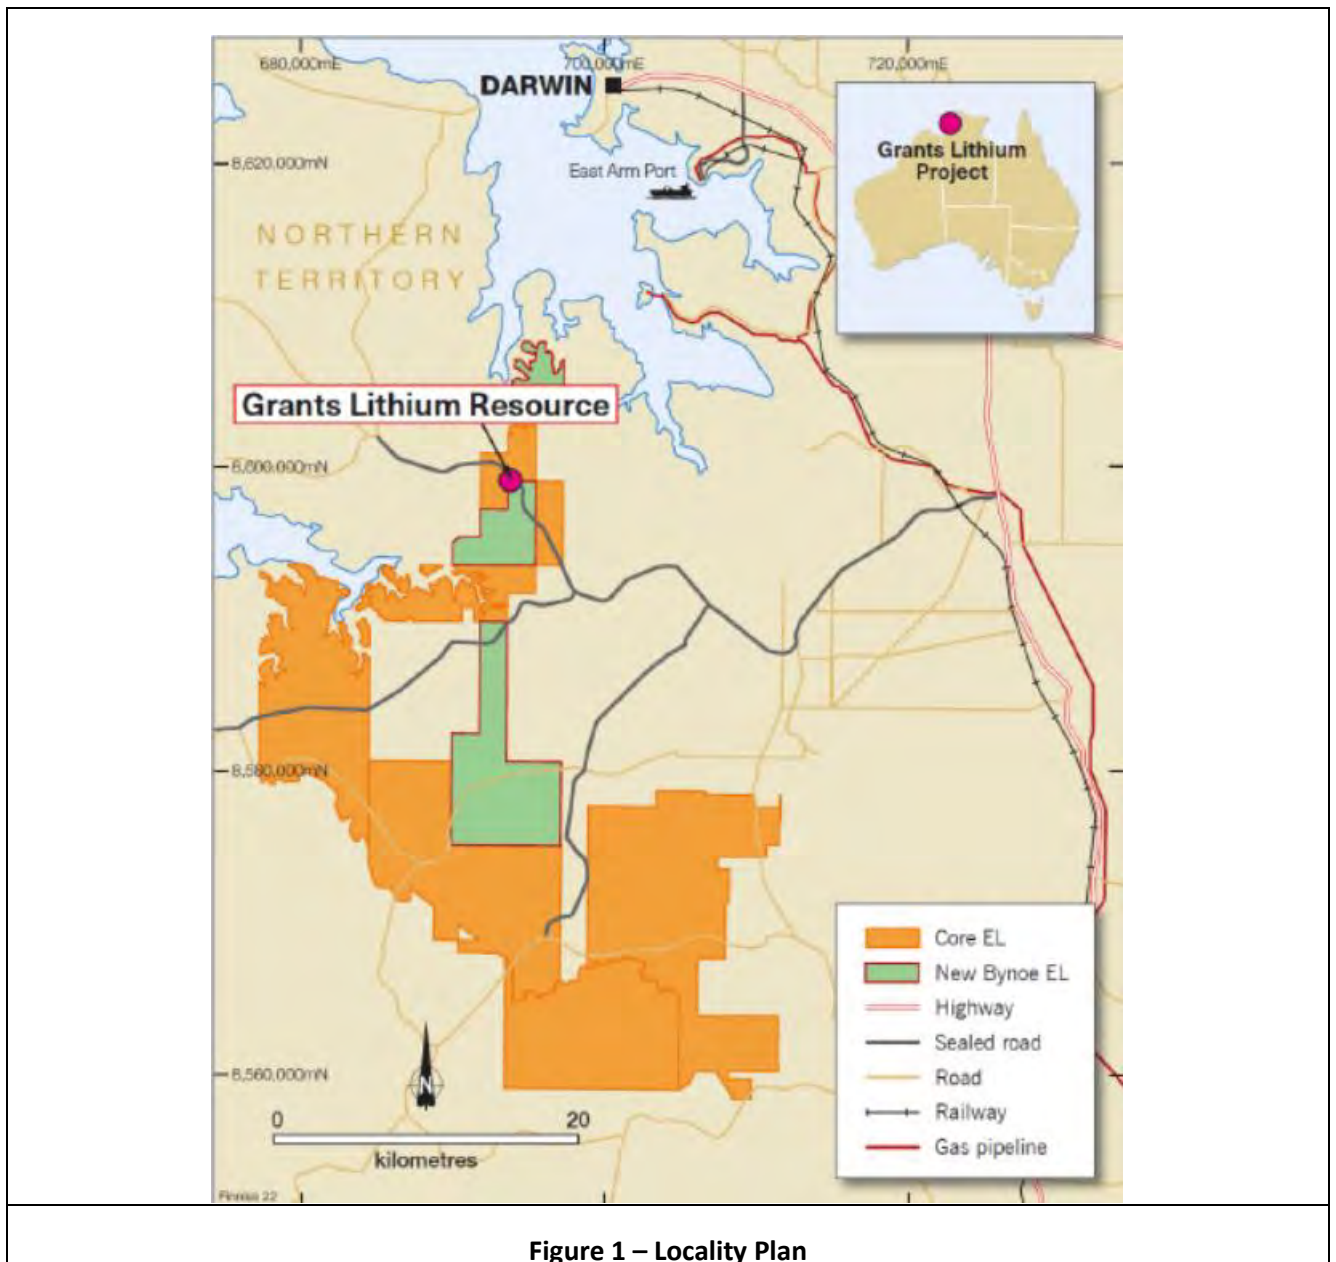 680,000mE
700,000mE
720,000mE
DARWIN
8,620,000mN
East Arm Port
Grants Lithium
Project
NORTHERN
TERRITORY
Grants Lithium Resource
8,600,000mN
8,580,000mN
Core EL
New Bynoe EL
Highway
Sealed road
Road
Railway
Gas pipeline
8,560,000mN
N
0 20
kilometres
Finniss 22
Figure 1 – Locality Plan